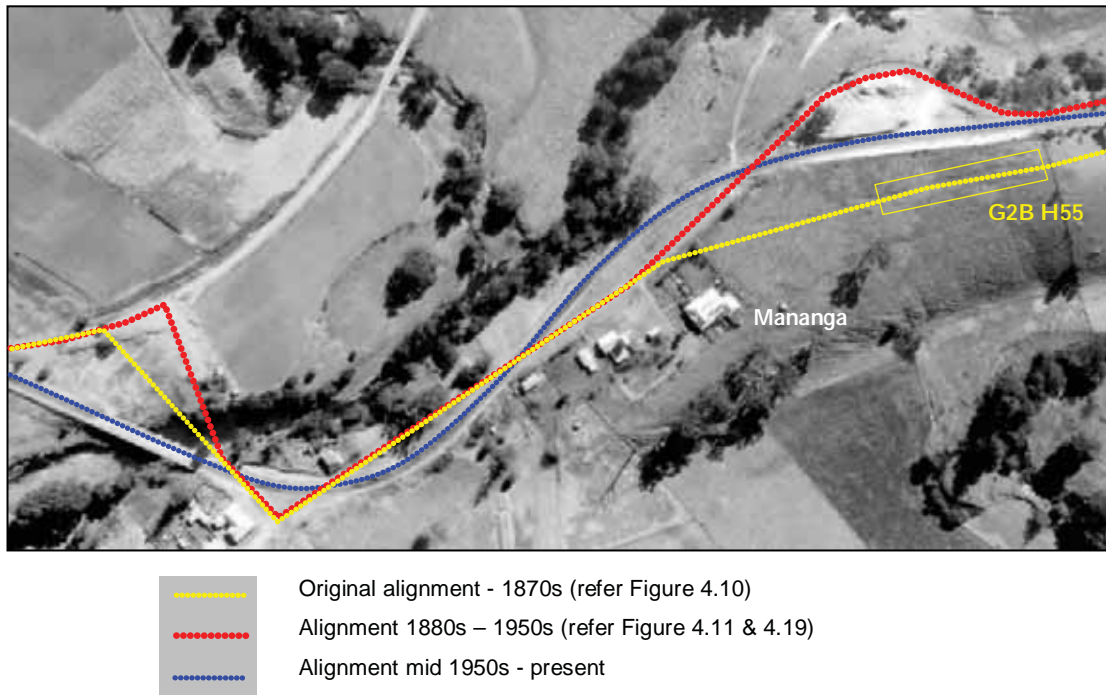 G2B H55
Mananga
Original alignment - 1870s (refer Figure 4.10)
Alignment 1880s – 1950s (refer Figure 4.11 & 4.19)
Alignment mid 1950s - present